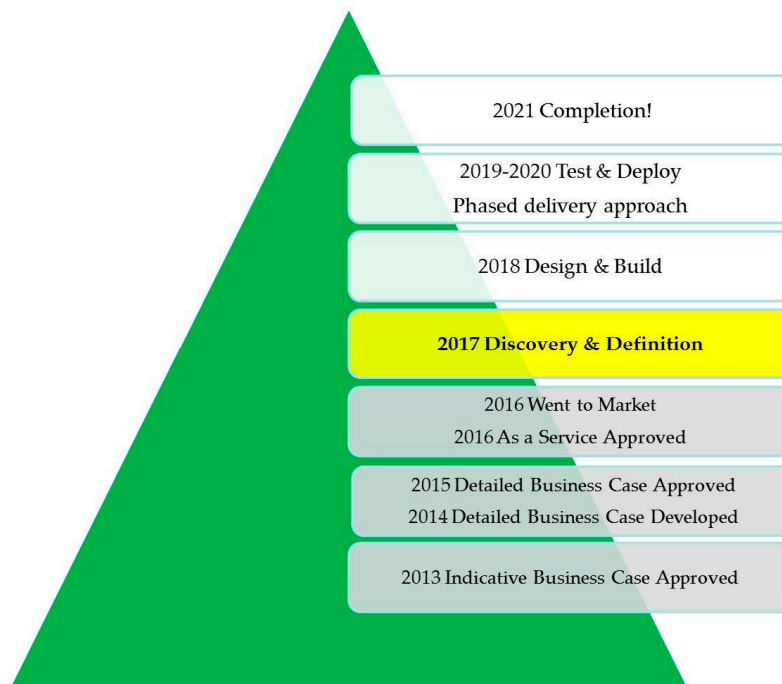 2021 Completion!
2019-2020 Test & Deploy
Phased delivery approach
2018 Design & Build
2017 Discovery & Definition
2016 Went to Market
2016 As a Service Approved
2015 Detailed Business Case Approved
2014 Detailed Business Case Developed
2013 Indicative Business Case Approved